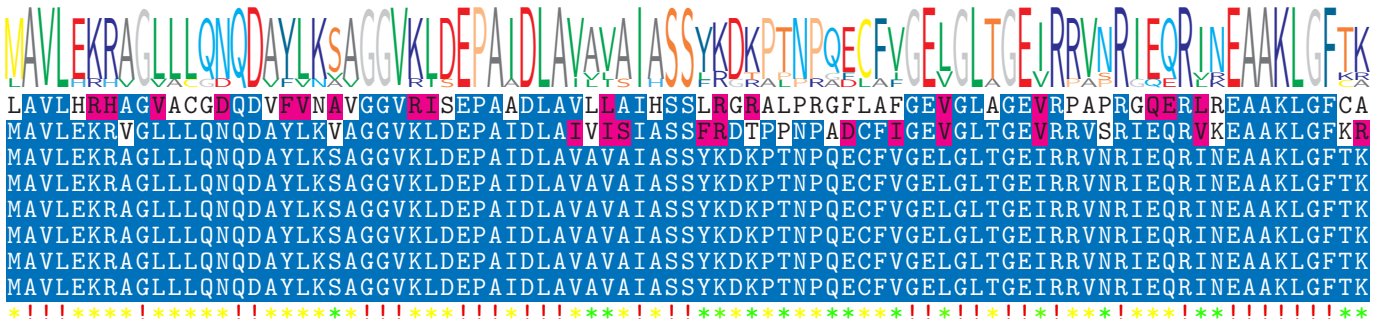 MAVLEKRAGLLLQNQDAYLKSAGGVKLDEPAIDLAVAVAIASSYKDKPTNPQECFVGELGLTGEIRRVNRIEQRINEAAKLGFTK
LAVLHRHAGVACGDQDVFVNAVGGVRISEPAADLAVLLAIHSSLRGRALPRGFLAFGEVGLAGEVRPAPRGQERLREAAKLGFCA
MAVLEKRVGLLLQNQDAYLKVAGGVKLDEPAIDLAIVISIASSFRDTPPNPADCFIGEVGLTGEVRRVSRIEQRVKEAAKLGFKR
MAVLEKRAGLLLQNQDAYLKSAGGVKLDEPAIDLAVAVAIASSYKDKPTNPQECFVGELGLTGEIRRVNRIEQRINEAAKLGFTK
MAVLEKRAGLLLQNQDAYLKSAGGVKLDEPAIDLAVAVAIASSYKDKPTNPQECFVGELGLTGEIRRVNRIEQRINEAAKLGFTK
MAVLEKRAGLLLQNQDAYLKSAGGVKLDEPAIDLAVAVAIASSYKDKPTNPQECFVGELGLTGEIRRVNRIEQRINEAAKLGFTK
MAVLEKRAGLLLQNQDAYLKSAGGVKLDEPAIDLAVAVAIASSYKDKPTNPQECFVGELGLTGEIRRVNRIEQRINEAAKLGFTK
MAVLEKRAGLLLQNQDAYLKSAGGVKLDEPAIDLAVAVAIASSYKDKPTNPQECFVGELGLTGEIRRVNRIEQRINEAAKLGFTK
MAVLEKRAGLLLQNQDAYLKSAGGVKLDEPAIDLAVAVAIASSYKDKPTNPQECFVGELGLTGEIRRVNRIEQRINEAAKLGFTK
*!!!****!*****!!******!!!***!!!*!!!****!*!!*************!!*!!*!!*!***!***!**!!!!!!!**